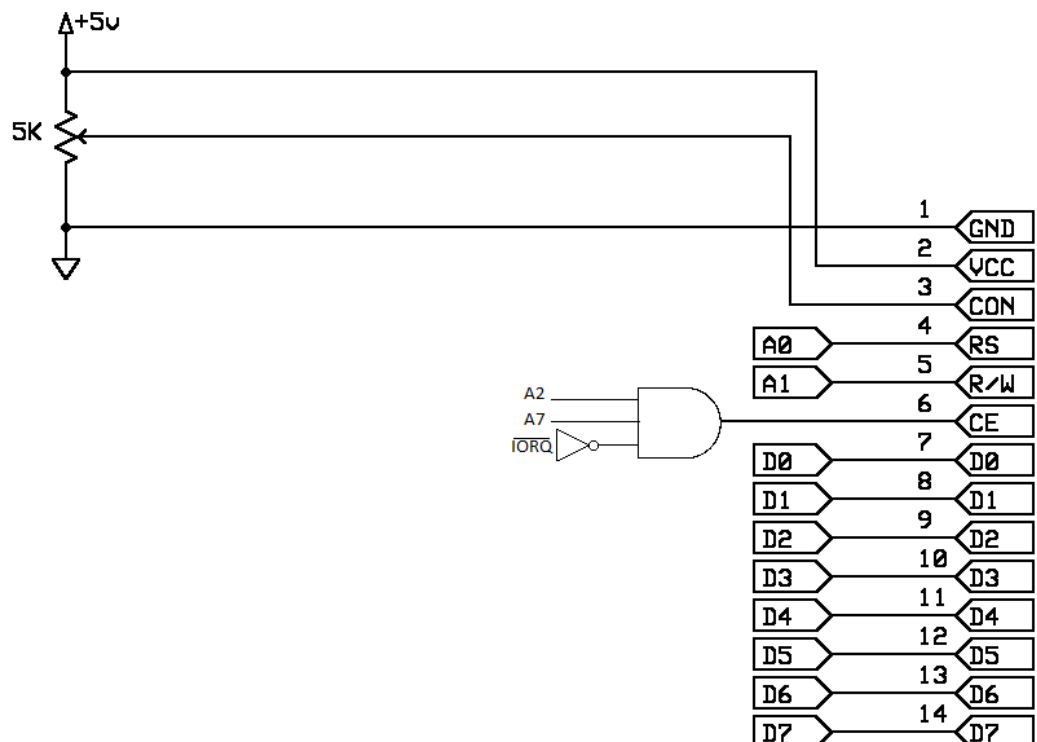 +5v
5K
1
GND
2
VCC
3
CON
4
A0 RS
5
A1 R/W
6
A2
CE
A7
7
IORQ
D0 D0
8
D1 D1
9
D2 D2
10
D3 D3
11
D4 D4
12
D5 D5
13
D6 D6
14
D7 D7